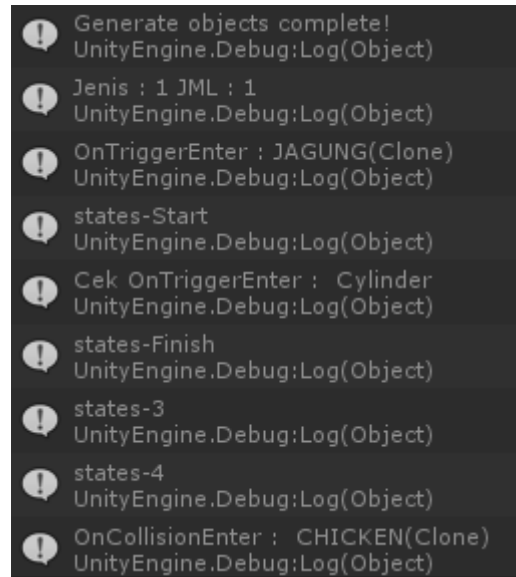 Generate objects complete!
UnityEngine.Debug:Log(Object)
Jenis : 1 JML : 1
UnityEngine.Debug:Log(Object)
OnTriggerEnter : JAGUNG(Clone)
UnityEngine.Debug:Log(Object)
states-Start
UnityEngine.Debug:Log(Object)
Cek OnTriggerEnter :  Cylinder
UnityEngine.Debug:Log(Object)
states-Finish
UnityEngine.Debug:Log(Object)
states-3
UnityEngine.Debug:Log(Object)
states-4
UnityEngine.Debug:Log(Object)
OnCollisionEnter :  CHICKEN(Clone)
UnityEngine.Debug:Log(Object)